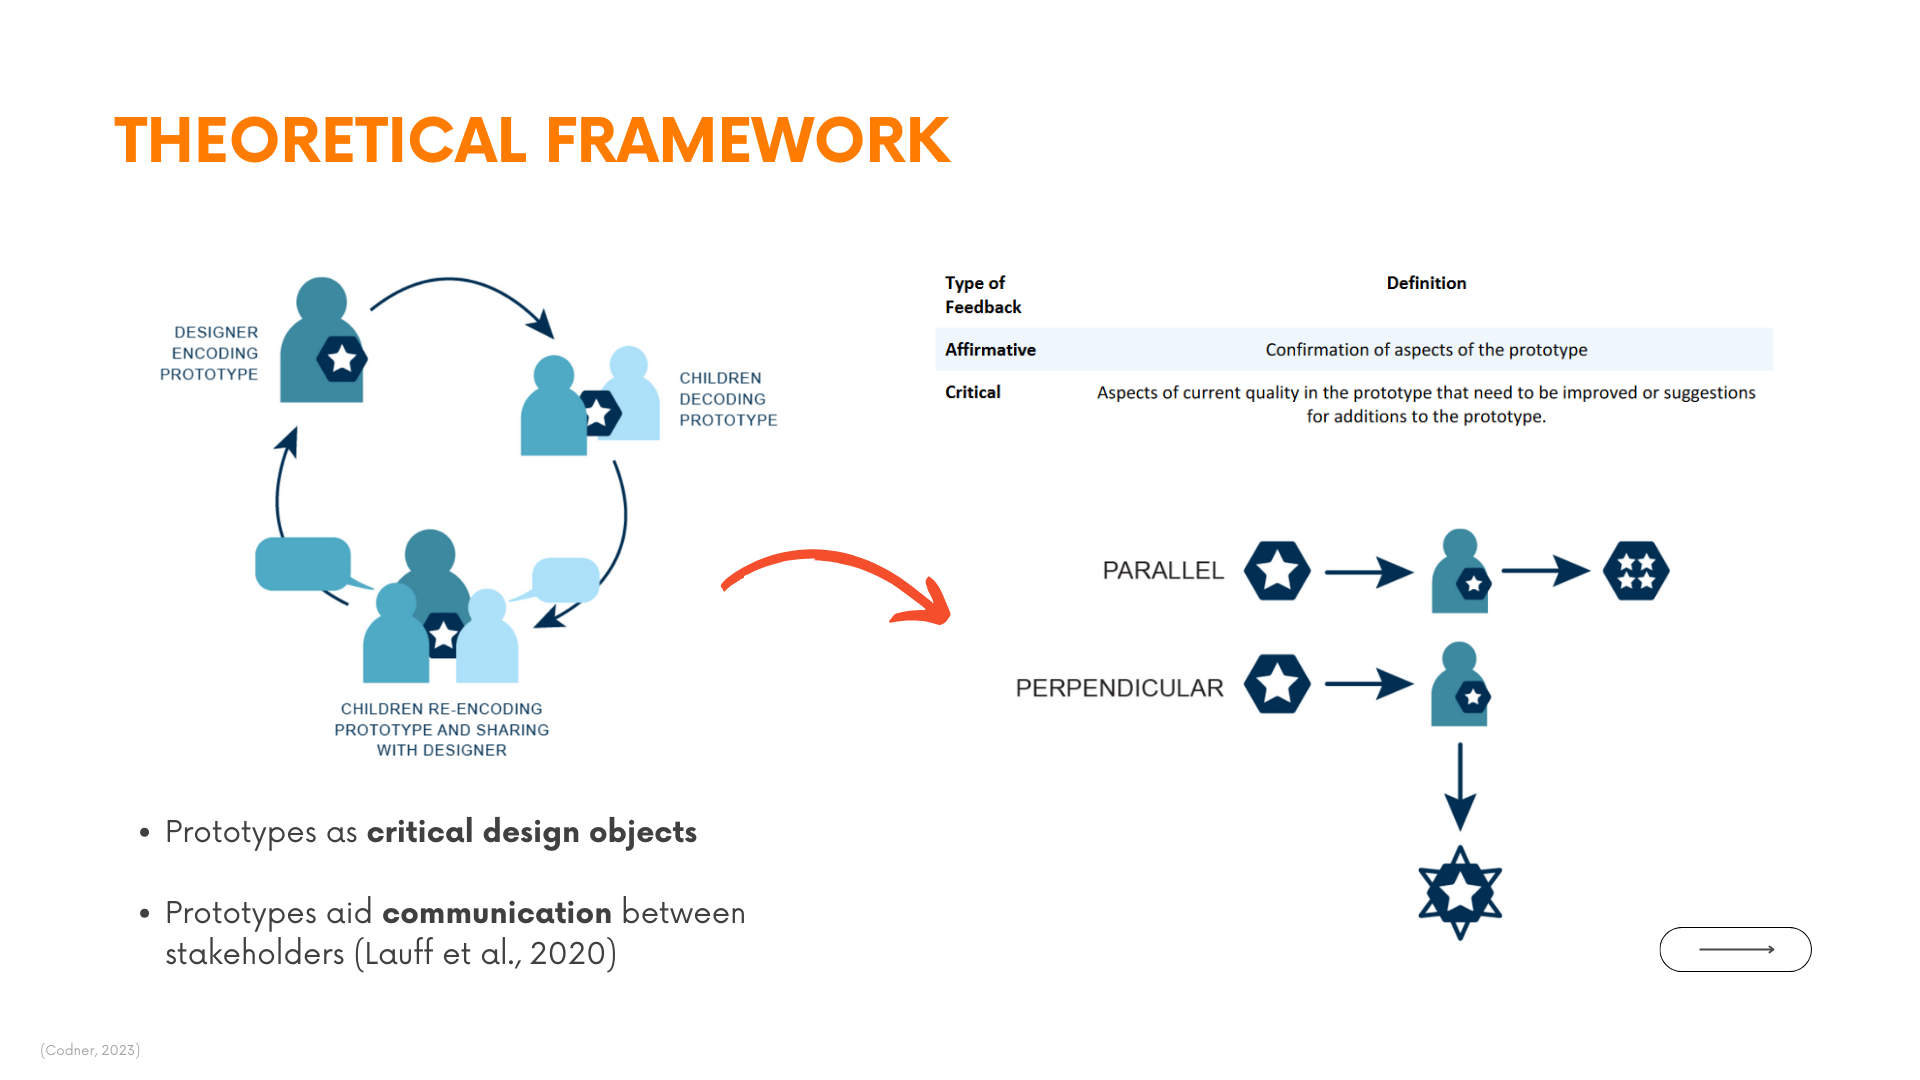 THEORETICAL FRAMEWORK
DESIGNER
ENCODING
PROTOTYPE
CHILDREN
DECODING
PROTOTYPE
CHILDREN RE-ENCODING
PROTOTYPE AND SHARING
WITH DESIGNER
• Prototypes as critical design objects
• Prototypes aid communication between
stakeholders (Lauff et al., 2020)
Type of
Feedback
Definition
Affirmative
Confirmation of aspects of the prototype
Critical
Aspects of current quality in the prototype that need to be improved or suggestions
for additions to the prototype.
PARALLEL
PERPENDICULAR
(Codner, 2023)